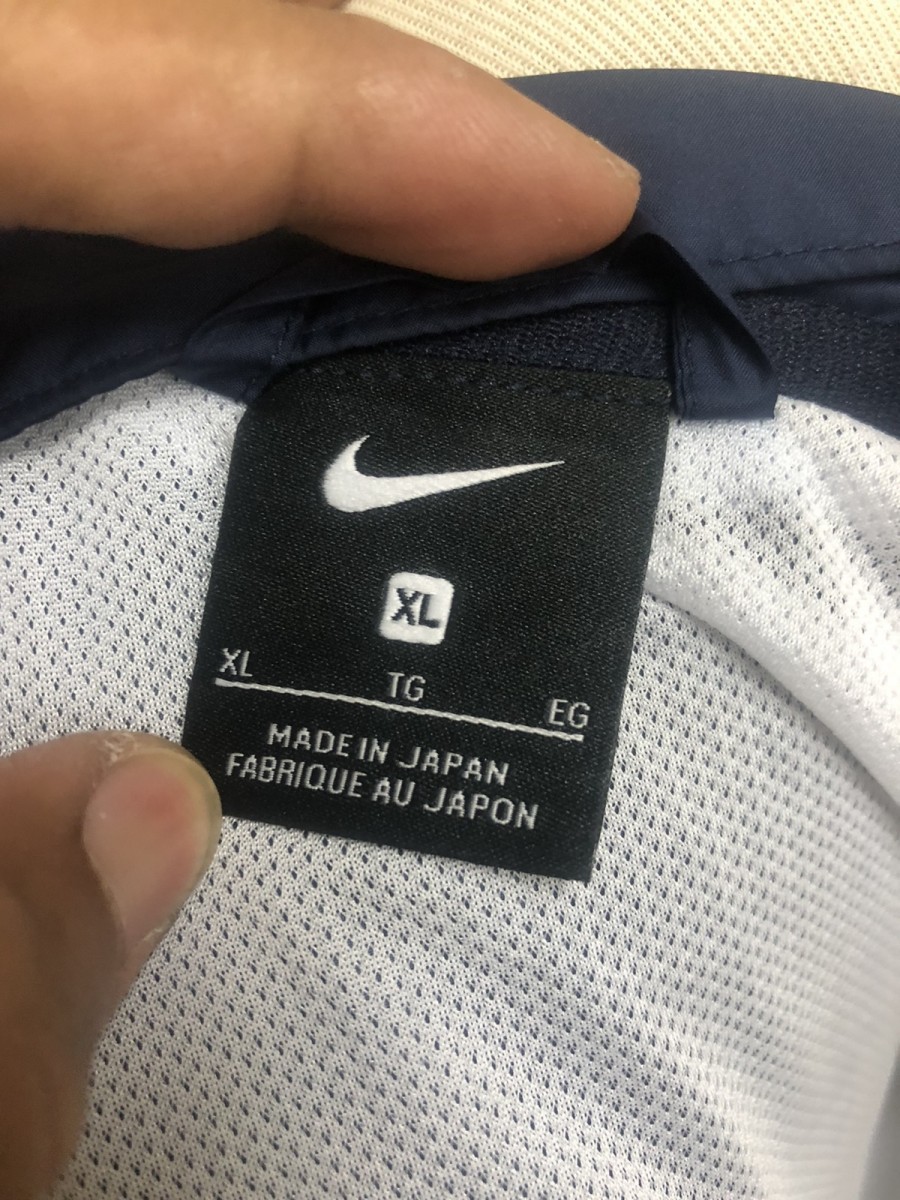 XL
XL TG EG
MADE IN JAPAN
FABRIQUE AU JAPON